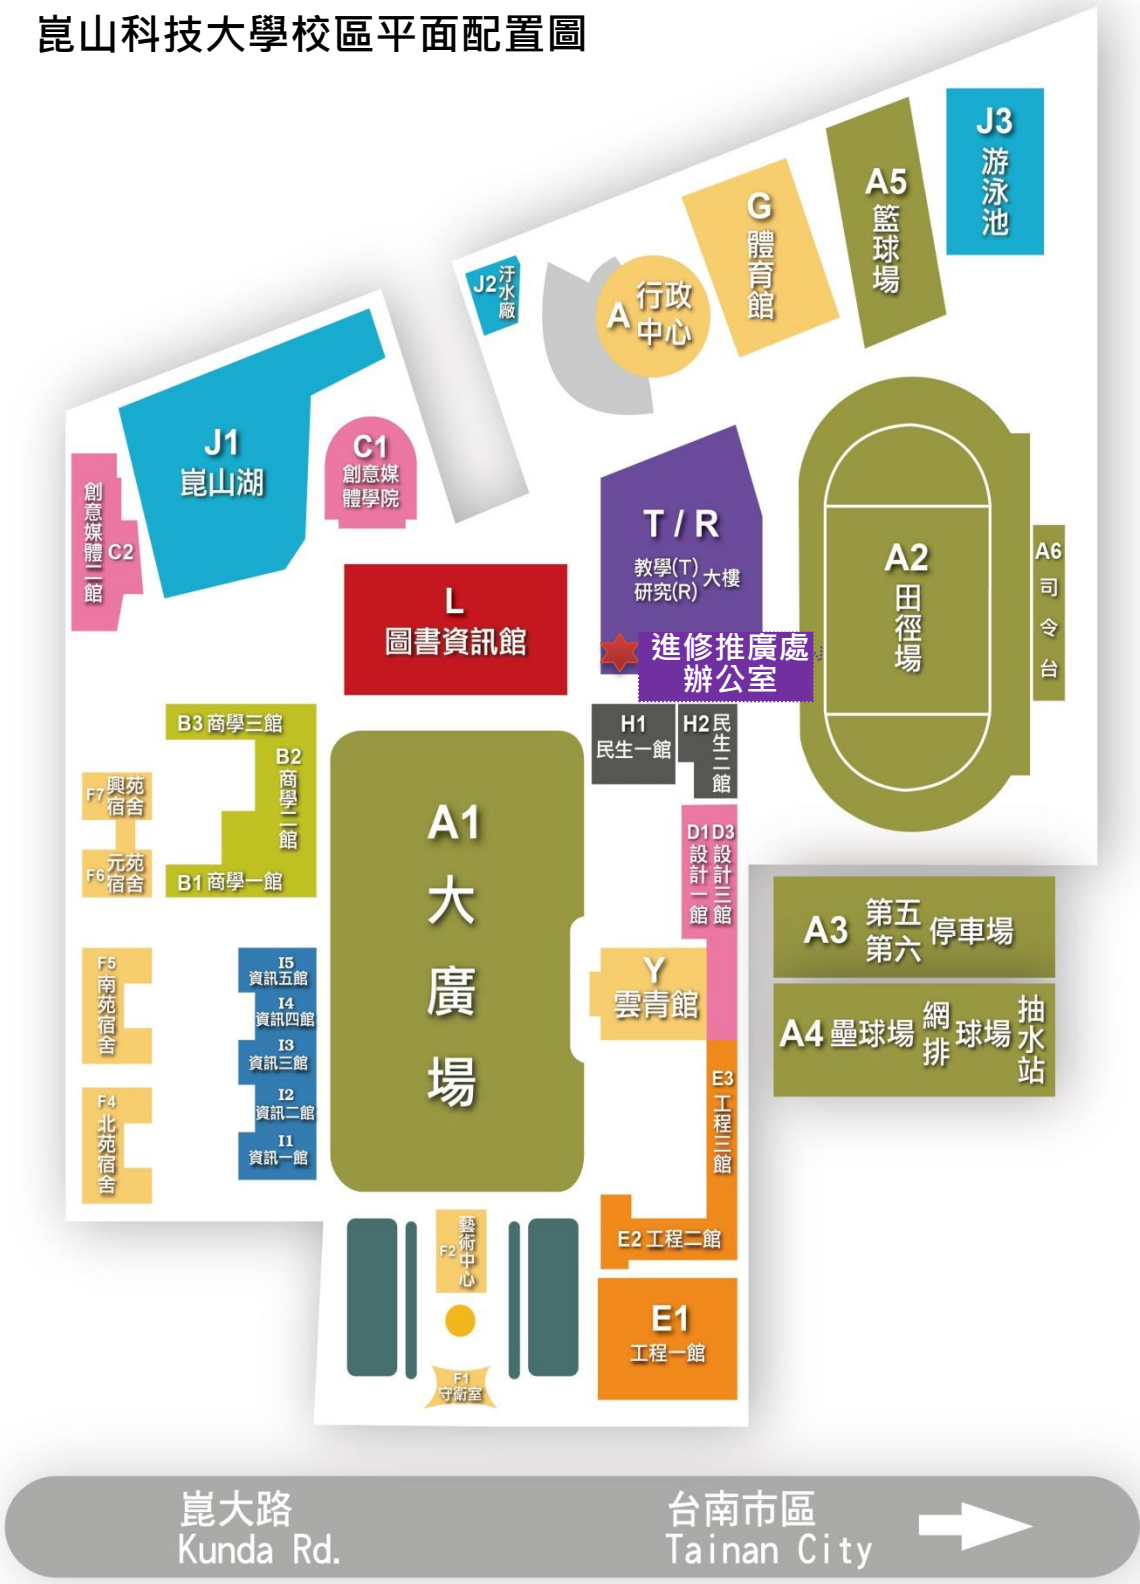 崑山科技大學校區平面配置圖
J3
游泳池
A5
籃球場
G
體育館
A 行政
中心
J2 汙水廠
J1
崑山湖
C1
創意媒
體學院
創意媒體二館
C2
T / R
教學(T)
研究(R)
大樓
A2
田徑場
A6
司令台
L
圖書資訊館
進修推廣處
辦公室
B3 商學三館
B2
商學二館
B1 商學一館
H1
民生一館
H2 民生二館
F7 興苑
宿舍
F6 元苑
宿舍
A1
大廣場
D1
設計一館
D3
設計三館
A3 第五
第六
停車場
A4 壘球場 網排 球場 抽水站
F5
南苑宿舍
I5
資訊五館
I4
資訊四館
I3
資訊三館
I2
資訊二館
I1
資訊一館
Y
雲青館
F4
北苑宿舍
E3
工程三館
E2 工程二館
E1
工程一館
F2 藝術中心
F1
守衛室
崑大路
Kunda Rd.
台南市區
Tainan City